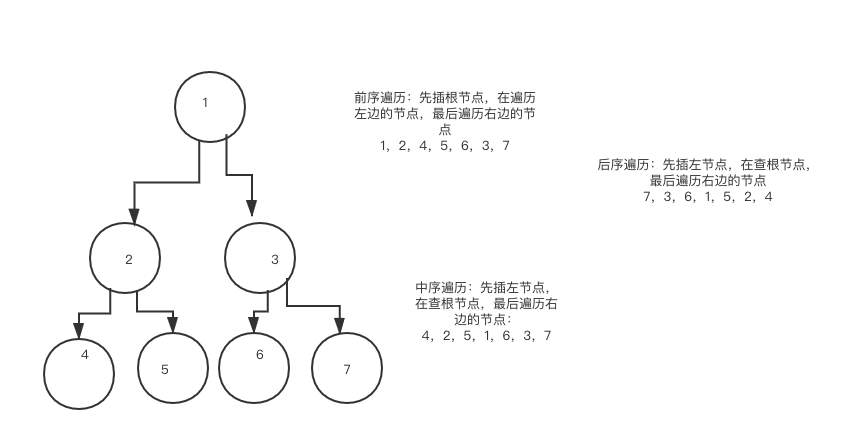 1
前序遍历：先插根节点，在遍历
左边的节点，最后遍历右边的节
点
1，2，4，5，6，3，7
后序遍历：先插左节点，在查根节点，
最后遍历右边的节点
7，3，6，1，5，2，4
2
3
中序遍历：先插左节点，
在查根节点，最后遍历右
边的节点：
4，2，5，1，6，3，7
4
5
6
7